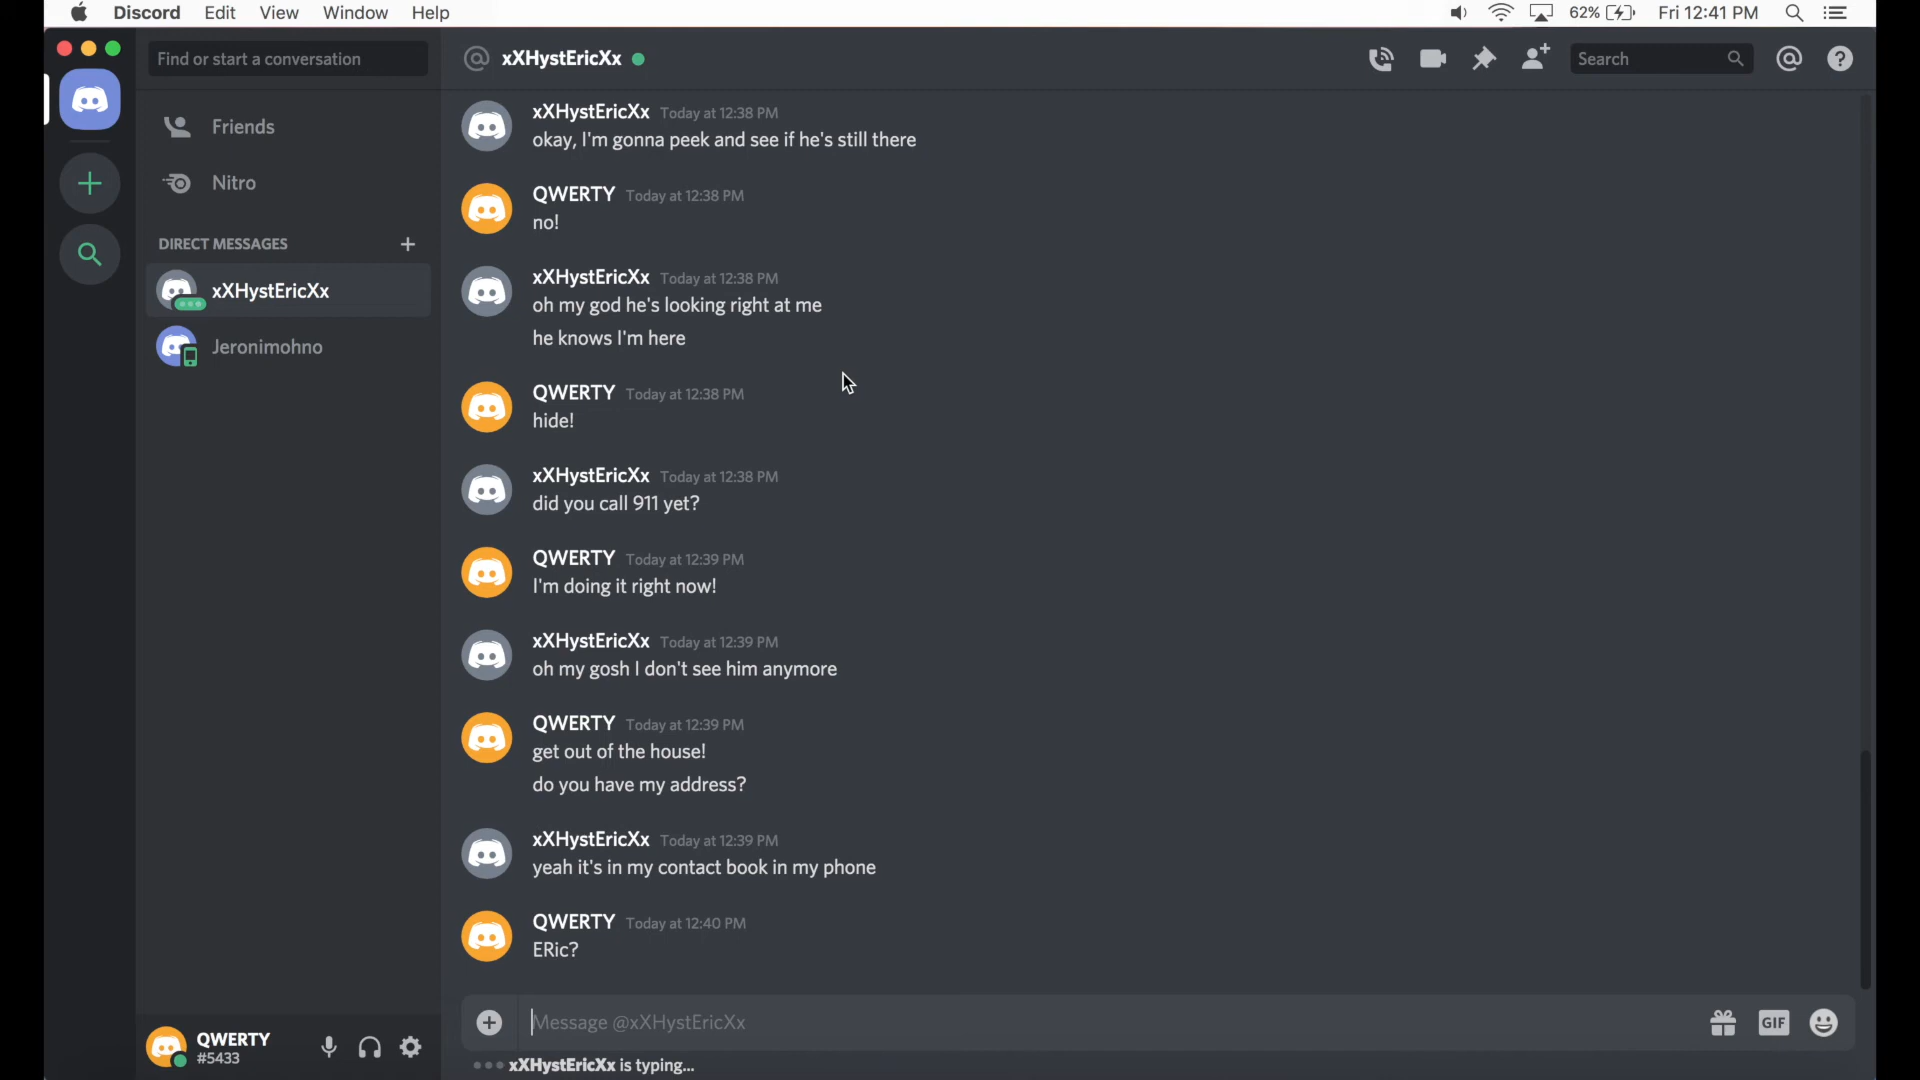 Discord Edit View Window Help
62% Fri 12:41 PM
Find or start a conversation
Friends
Nitro
DIRECT MESSAGES
xXHystEricXx
Jeronimohno
QWERTY
#5433
xXHystEricXx
Search
xXHystEricXx Today at 12:38 PM
okay, I'm gonna peek and see if he's still there
QWERTY Today at 12:38 PM
no!
xXHystEricXx Today at 12:38 PM
oh my god he's looking right at me
he knows I'm here
QWERTY Today at 12:38 PM
hide!
xXHystEricXx Today at 12:38 PM
did you call 911 yet?
QWERTY Today at 12:39 PM
I'm doing it right now!
xXHystEricXx Today at 12:39 PM
oh my gosh I don't see him anymore
QWERTY Today at 12:39 PM
get out of the house!
do you have my address?
xXHystEricXx Today at 12:39 PM
yeah it's in my contact book in my phone
QWERTY Today at 12:40 PM
ERic?
Message @xXHystEricXx
GIF
xXHystEricXx is typing...